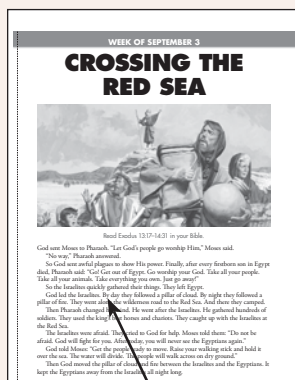 WEEK OF SEPTEMBER 3
CROSSING THE
RED SEA
Read Exodus 13:17–14:31 in your Bible.
God sent Moses to Pharaoh. "Let God's people go worship Him," Moses said.
"No way," Pharaoh answered.
So God sent awful plagues to show His power. Finally, after every firstborn son in Egypt
died, Pharaoh said: "Go! Get out of Egypt. Go worship your God. Take all your people.
Take all your animals. Take everything you own. Just go away!"
So the Israelites quickly gathered their things. They left Egypt.
God led the Israelites. By day they followed a pillar of cloud. By night they followed a
pillar of fire. They went along the wilderness road to the Red Sea. And there they camped.
Then Pharaoh changed mind. He went after the Israelites. He gathered hundreds of
soldiers. They used the king's horses and chariots. They caught up with the Israelites at
the Red Sea.
The Israelites were afraid. They cried to God for help. Moses told them: "Do not be
afraid. God will fight for you. After today, you will never see the Egyptians again."
God told Moses: "Get the people ready to move. Raise your walking stick and hold it
over the sea. The water will divide. The people will walk across on dry ground."
Then God moved the pillar of cloud and fire between the Israelites and the Egyptians. It
kept the Egyptians away from the Israelites all night long.